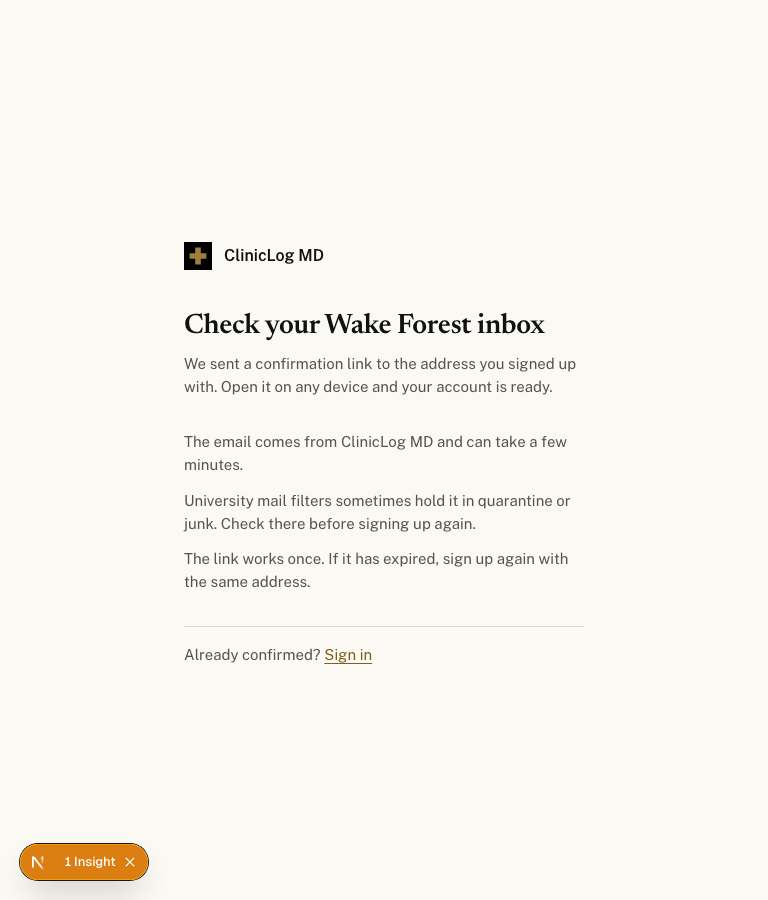 ClinicLog MD
Check your Wake Forest inbox
We sent a confirmation link to the address you signed up
with. Open it on any device and your account is ready.
The email comes from ClinicLog MD and can take a few
minutes.
University mail filters sometimes hold it in quarantine or
junk. Check there before signing up again.
The link works once. If it has expired, sign up again with
the same address.
Already confirmed? Sign in
1 Insight